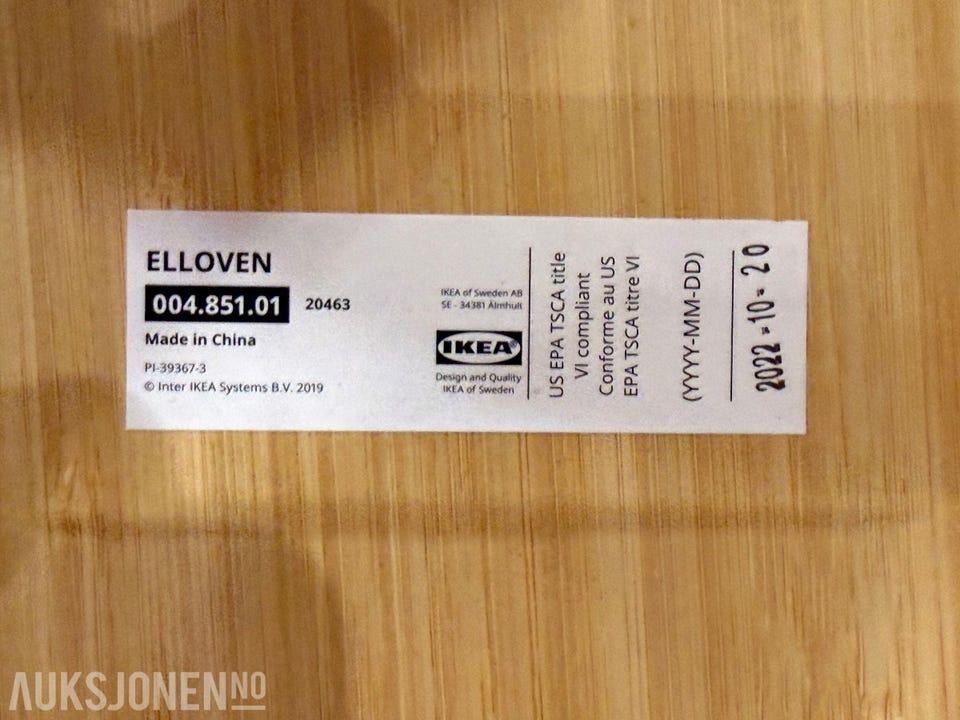 ELLOVEN
004.851.01 20463
Made in China
PI-39367-3
© Inter IKEA Systems B.V. 2019
IKEA of Sweden AB
SE - 34381 Älmhult
IKEA®
Design and Quality
IKEA of Sweden
US EPA TSCA title
VI compliant
Conforme au US
EPA TSCA titre VI
(YYYY-MM-DD)
2022-10-20
AUKSJONEN NO